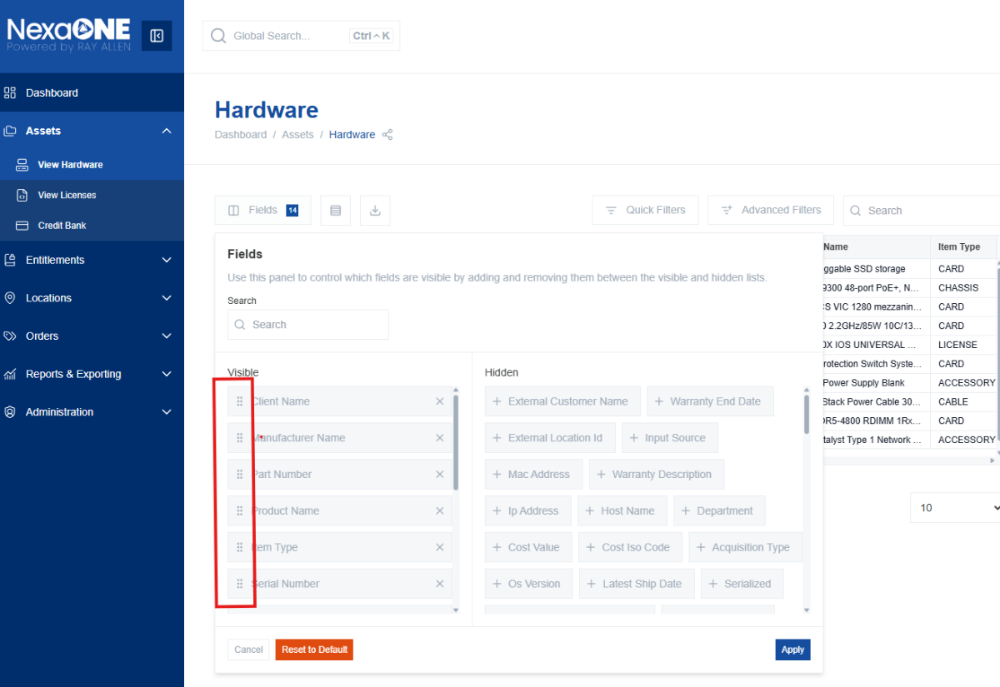 NexaONE
Powered by RAY ALLEN
Global Search...
Ctrl ^ K
Dashboard
Assets
View Hardware
View Licenses
Credit Bank
Entitlements
Locations
Orders
Reports & Exporting
Administration
Hardware
Dashboard / Assets / Hardware
Fields 14
Quick Filters
Advanced Filters
Search
Fields
Use this panel to control which fields are visible by adding and removing them between the visible and hidden lists.
Search
Search
Visible
Client Name
Manufacturer Name
Part Number
Product Name
Item Type
Serial Number
Hidden
+ External Customer Name + Warranty End Date
+ External Location Id + Input Source
+ Mac Address + Warranty Description
+ Ip Address + Host Name + Department
+ Cost Value + Cost Iso Code + Acquisition Type
+ Os Version + Latest Ship Date + Serialized
Cancel
Reset to Default
Apply
Name Item Type
ggable SSD storage CARD
9300 48-port PoE+, N... CHASSIS
CS VIC 1280 mezzanin... CARD
0 2.2GHz/85W 10C/13... CARD
0X IOS UNIVERSAL ... LICENSE
rotection Switch Syste... CARD
Power Supply Blank ACCESSORY
Stack Power Cable 30... CABLE
DR5-4800 RDIMM 1Rx... CARD
talyst Type 1 Network ... ACCESSORY
10